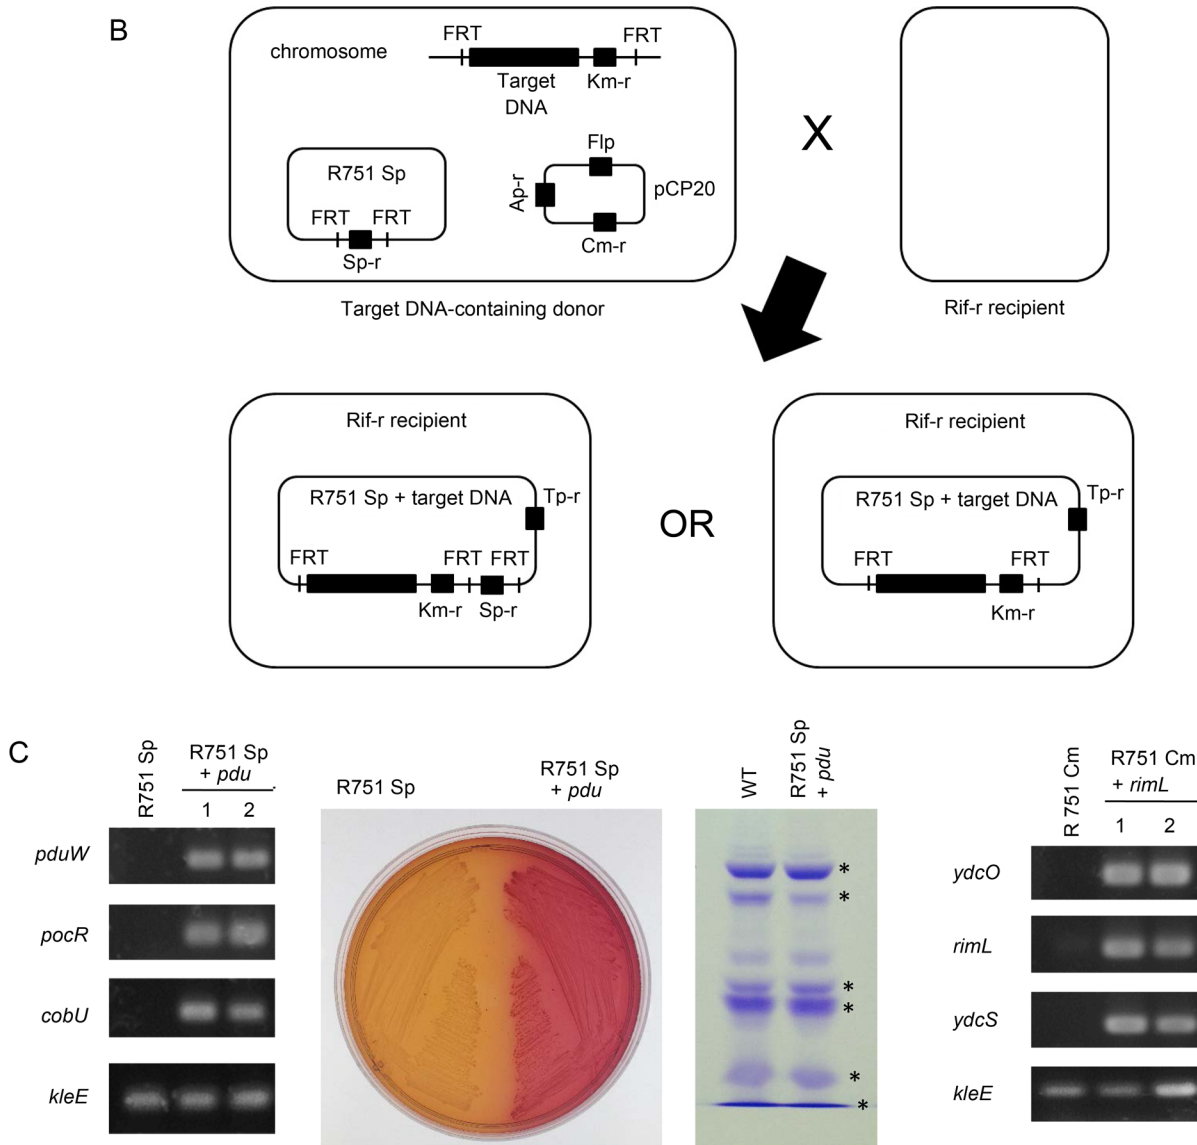 B
chromosome
FRT
FRT
Target
DNA
Km-r
R751 Sp
FRT
FRT
Sp-r
Flp
Ap-r
pCP20
Cm-r
X
Target DNA-containing donor
Rif-r recipient
Rif-r recipient
R751 Sp + target DNA
Tp-r
FRT
FRT
FRT
Km-r
Sp-r
OR
Rif-r recipient
R751 Sp + target DNA
Tp-r
FRT
FRT
Km-r
C
R751 Sp
R751 Sp
+ pdu
1
2
pduW
pocR
cobU
kleE
R751 Sp
R751 Sp
+ pdu
WT
R751 Sp
+ pdu
*
*
*
*
*
*
R 751 Cm
R751 Cm
+ rimL
1
2
ydcO
rimL
ydcS
kleE